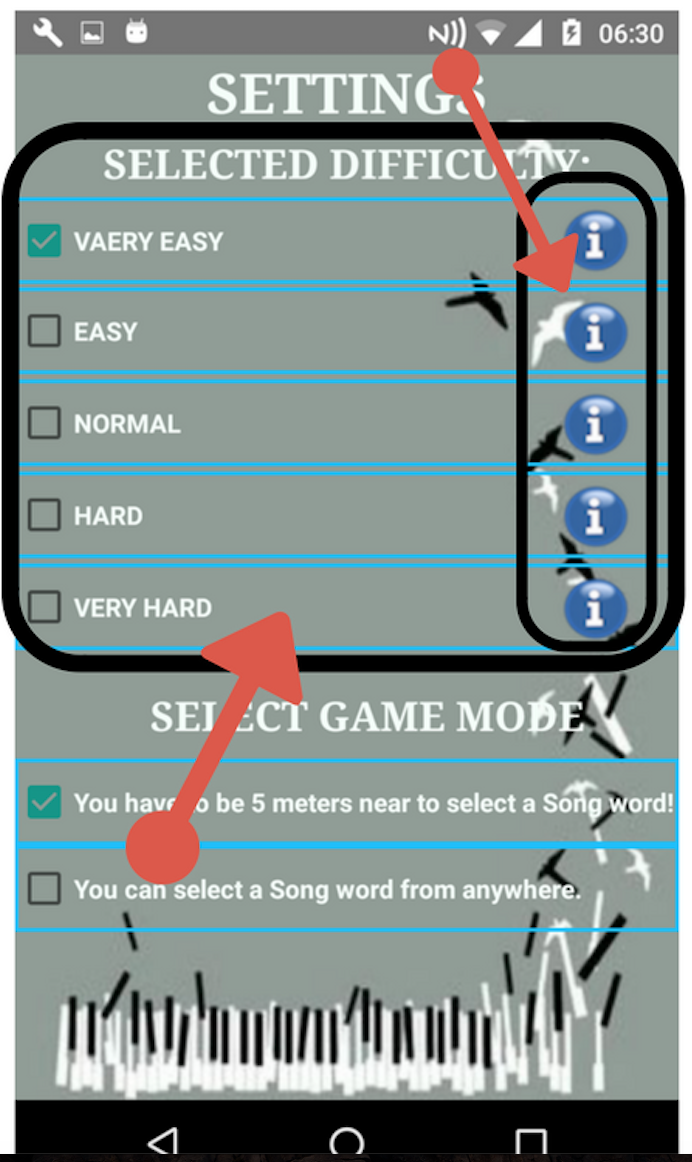 06:30
SETTINGS
SELECTED DIFFICULTY:
VAERY EASY
i
EASY
i
NORMAL
i
HARD
i
VERY HARD
i
SELECT GAME MODE
You have to be 5 meters near to select a Song word!
You can select a Song word from anywhere.